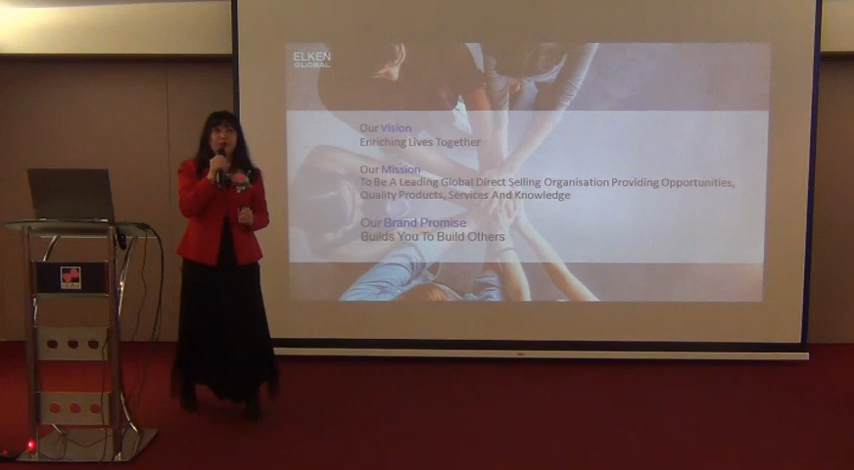 ELKEN
GLOBAL
Our Vision
Enriching Lives Together
Our Mission
To Be A Leading Global Direct Selling Organisation Providing Opportunities,
Quality Products, Services And Knowledge
Our Brand Promise
Builds You To Build Others